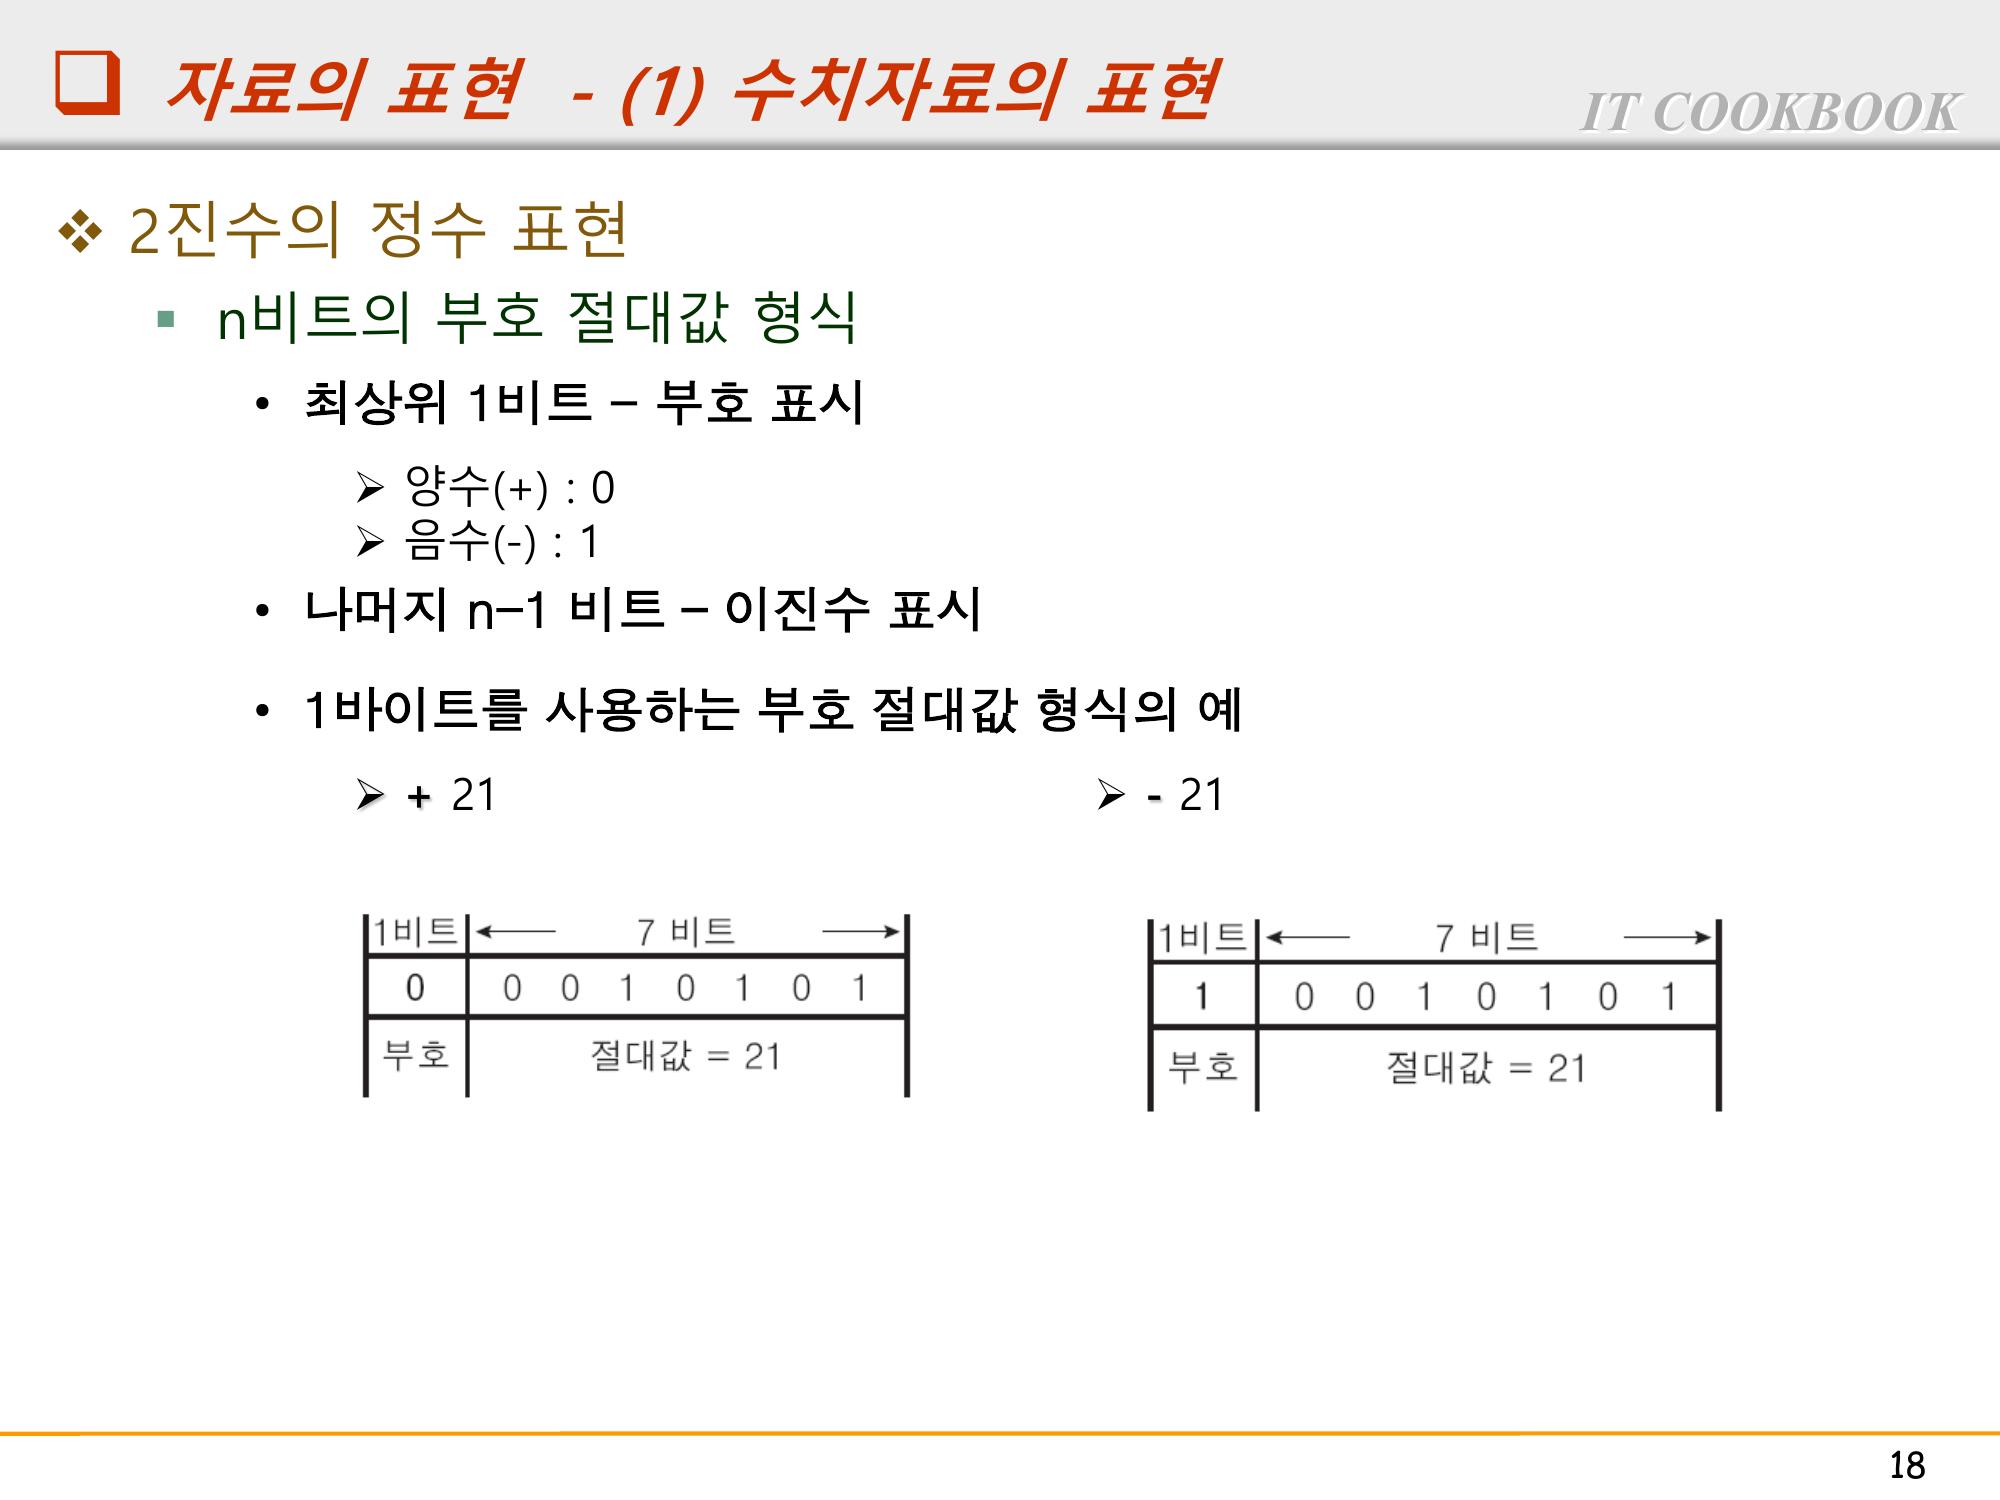 자료의 표현 - (1) 수치자료의 표현
IT COOKBOOK
2진수의 정수 표현
n비트의 부호 절대값 형식
최상위 1비트 – 부호 표시
양수(+) : 0
음수(-) : 1
나머지 n-1 비트 – 이진수 표시
1바이트를 사용하는 부호 절대값 형식의 예
+ 21
- 21
1비트 7 비트
0 0 0 1 0 1 0 1
부호 절대값 = 21
1비트 7 비트
1 0 0 1 0 1 0 1
부호 절대값 = 21
18